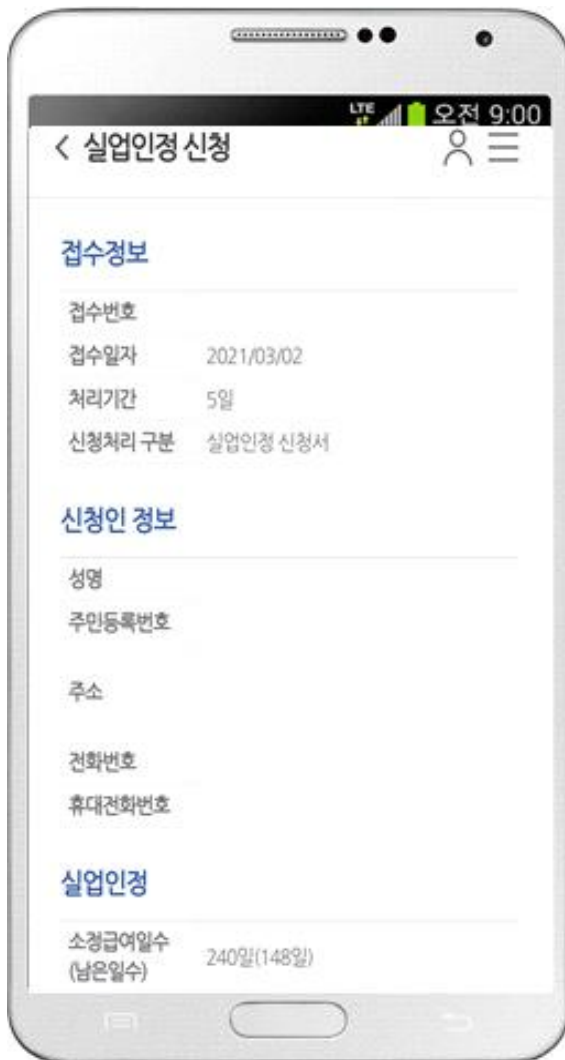 LTE 오전 9:00
실업인정 신청
접수정보
접수번호
접수일자 2021/03/02
처리기간 5일
신청처리 구분 실업인정 신청서
신청인 정보
성명
주민등록번호
주소
전화번호
휴대전화번호
실업인정
소정급여일수
(남은일수) 240일(148일)